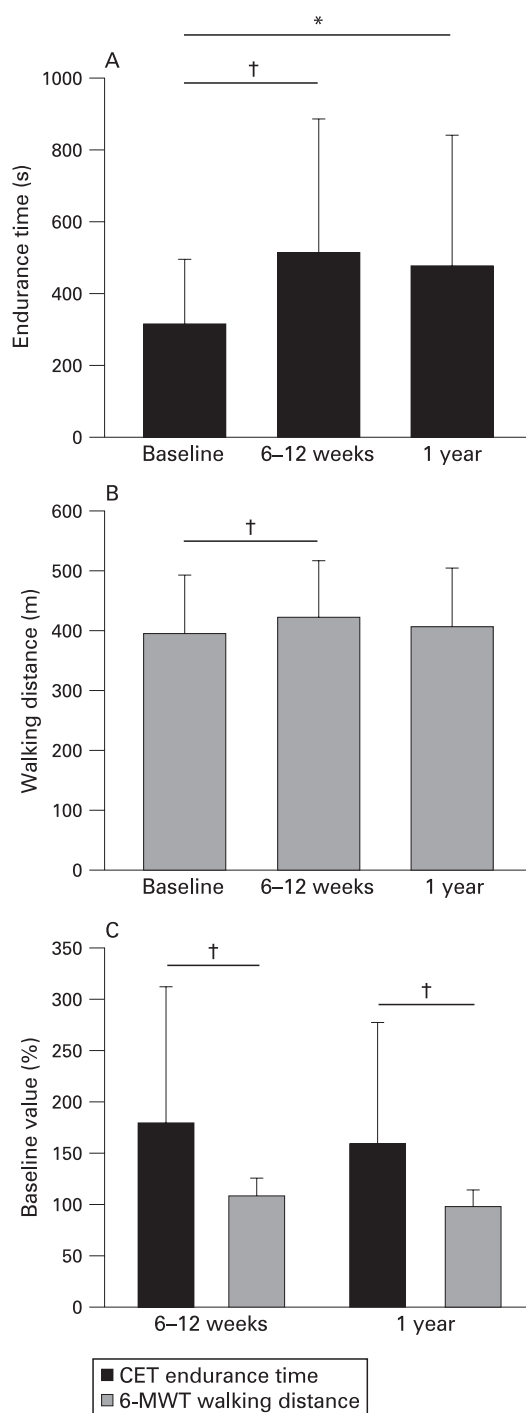 *
A
†
1000
800
600
400
200
0
Endurance time (s)
Baseline 6–12 weeks 1 year
B
†
600
500
400
300
200
100
0
Walking distance (m)
Baseline 6–12 weeks 1 year
C
†
†
350
300
250
200
150
100
50
0
Baseline value (%)
6–12 weeks 1 year
CET endurance time
6-MWT walking distance